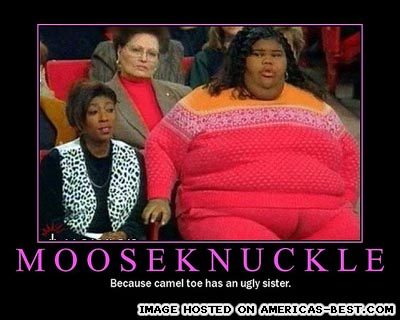 MOOSEKNUCKLE
Because camel toe has an ugly sister.
IMAGE HOSTED ON AMERICAS-BEST.COM